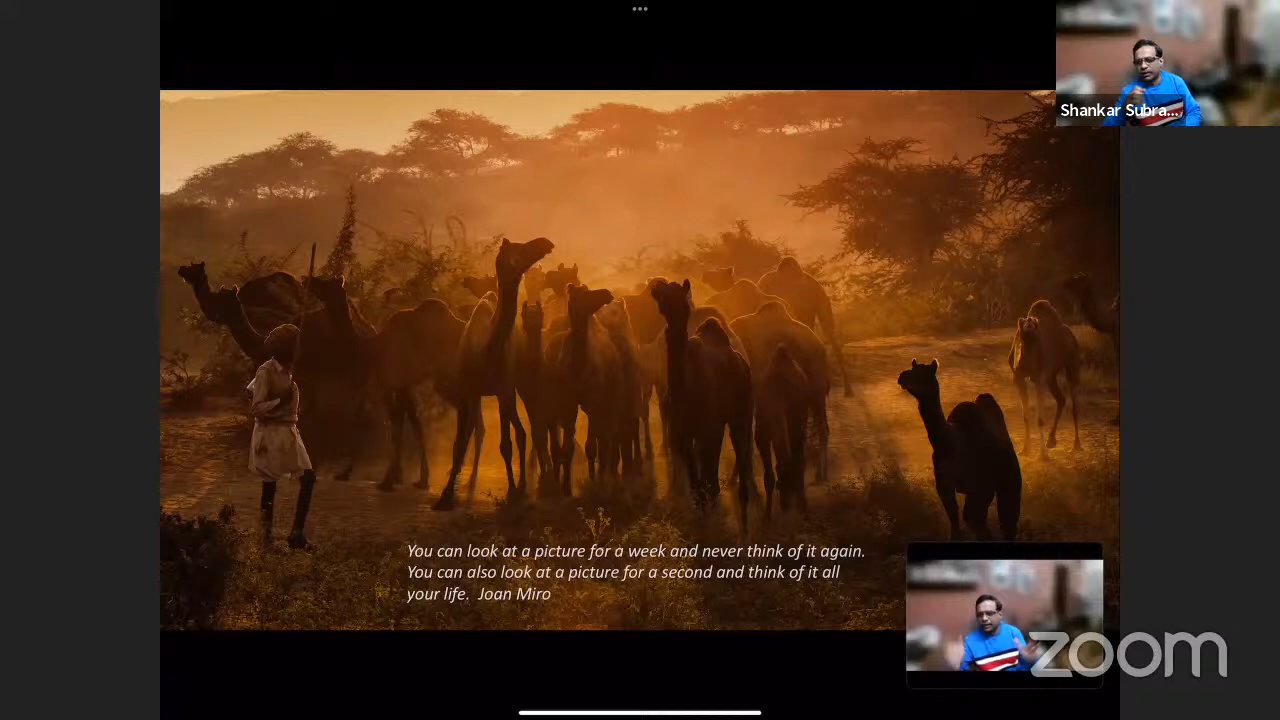 Shankar Subra...
You can look at a picture for a week and never think of it again.
You can also look at a picture for a second and think of it all
your life. Joan Miro
zoom